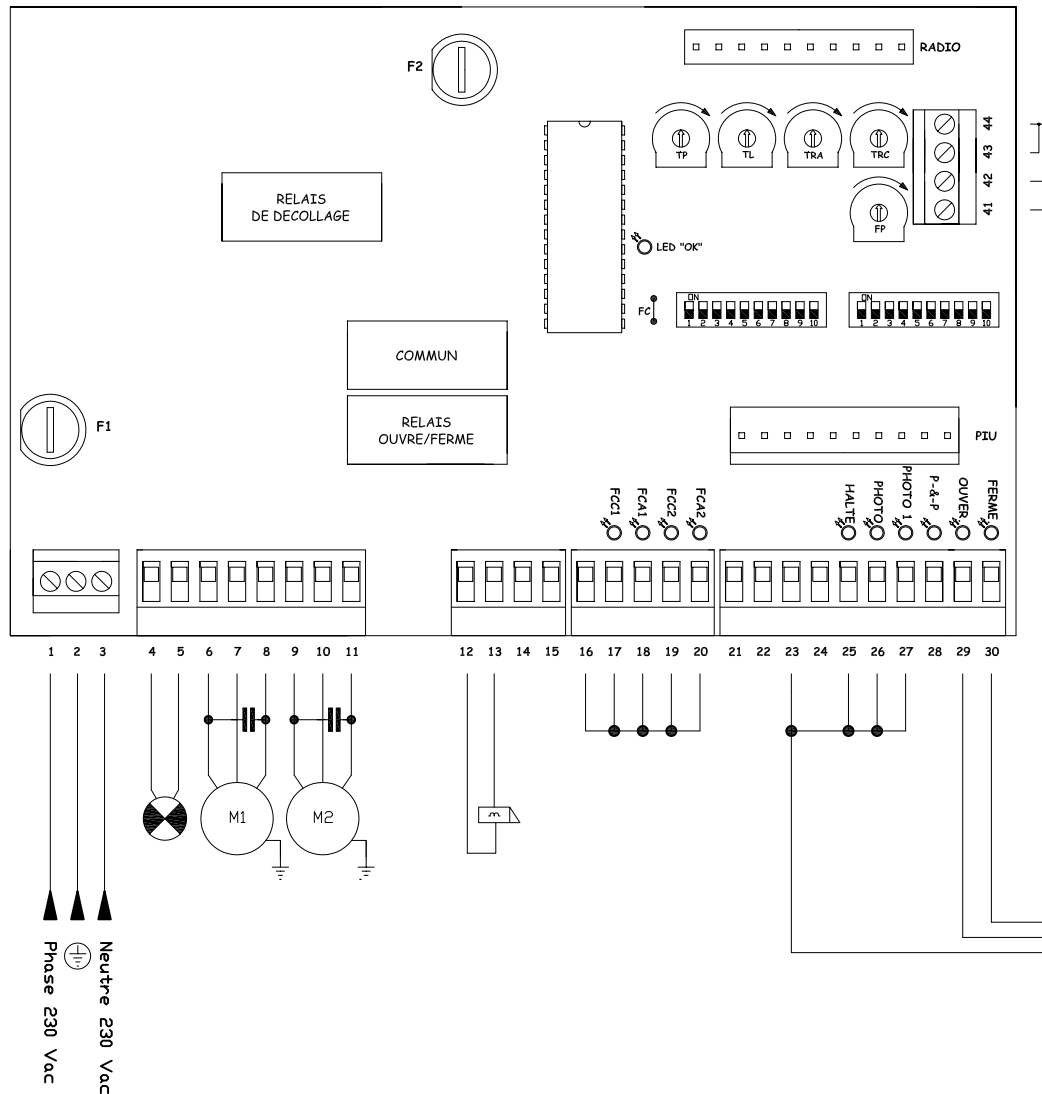 F2
RADIO
TP
TL
TRA
TRC
44
43
42
41
FP
RELAIS
DE DECOLLAGE
LED "OK"
FC
ON
1 2 3 4 5 6 7 8 9 10
ON
1 2 3 4 5 6 7 8 9 10
COMMUN
RELAIS
OUVRE/FERME
F1
PIU
FCC1
FCA1
FCC2
FCA2
HALTE
PHOTO
PHOTO 1
P-&-P
OUVER
FERME
1 2 3 4 5 6 7 8 9 10 11 12 13 14 15 16 17 18 19 20 21 22 23 24 25 26 27 28 29 30
M1
M2
Phase 230 Vac
Neutre 230 Vac